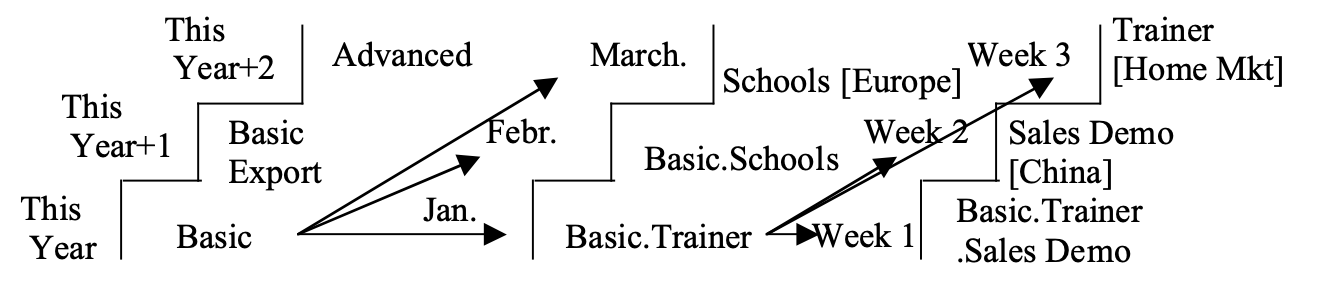 This
Year+2
Advanced
March.
Week 3
Trainer
[Home Mkt]
Schools [Europe]
This
Year+1
Basic
Export
Febr.
Week 2
Sales Demo
[China]
Basic.Schools
This
Year
Basic
Jan.
Basic.Trainer
Week 1
Basic.Trainer
.Sales Demo